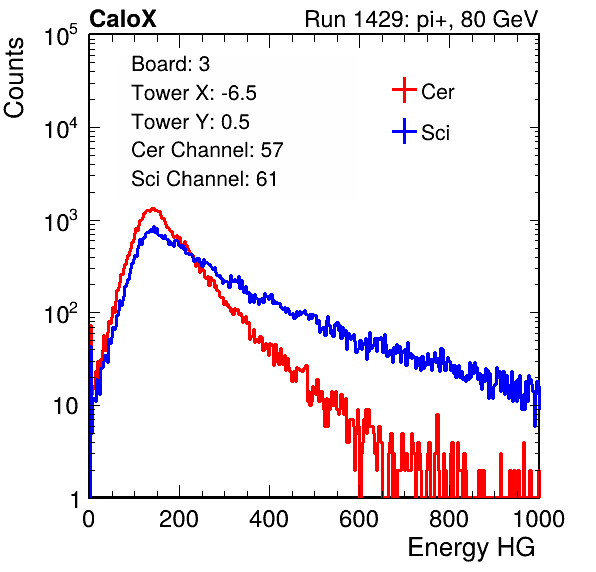 CaloX Run 1429: pi+, 80 GeV
Counts
10^5
10^4
10^3
10^2
10
1
Board: 3
Tower X: -6.5
Tower Y: 0.5
Cer Channel: 57
Sci Channel: 61
Cer
Sci
0 200 400 600 800 1000
Energy HG